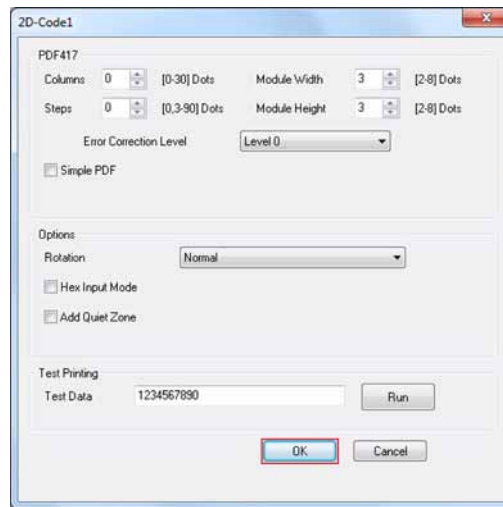 2D-Code1
PDF417
Columns 0 [0-30] Dots Module Width 3 [2-8] Dots
Steps 0 [0,3-90] Dots Module Height 3 [2-8] Dots
Error Correction Level Level 0
Simple PDF
Options
Rotation Normal
Hex Input Mode
Add Quiet Zone
Test Printing
Test Data 1234567890 Run
OK Cancel